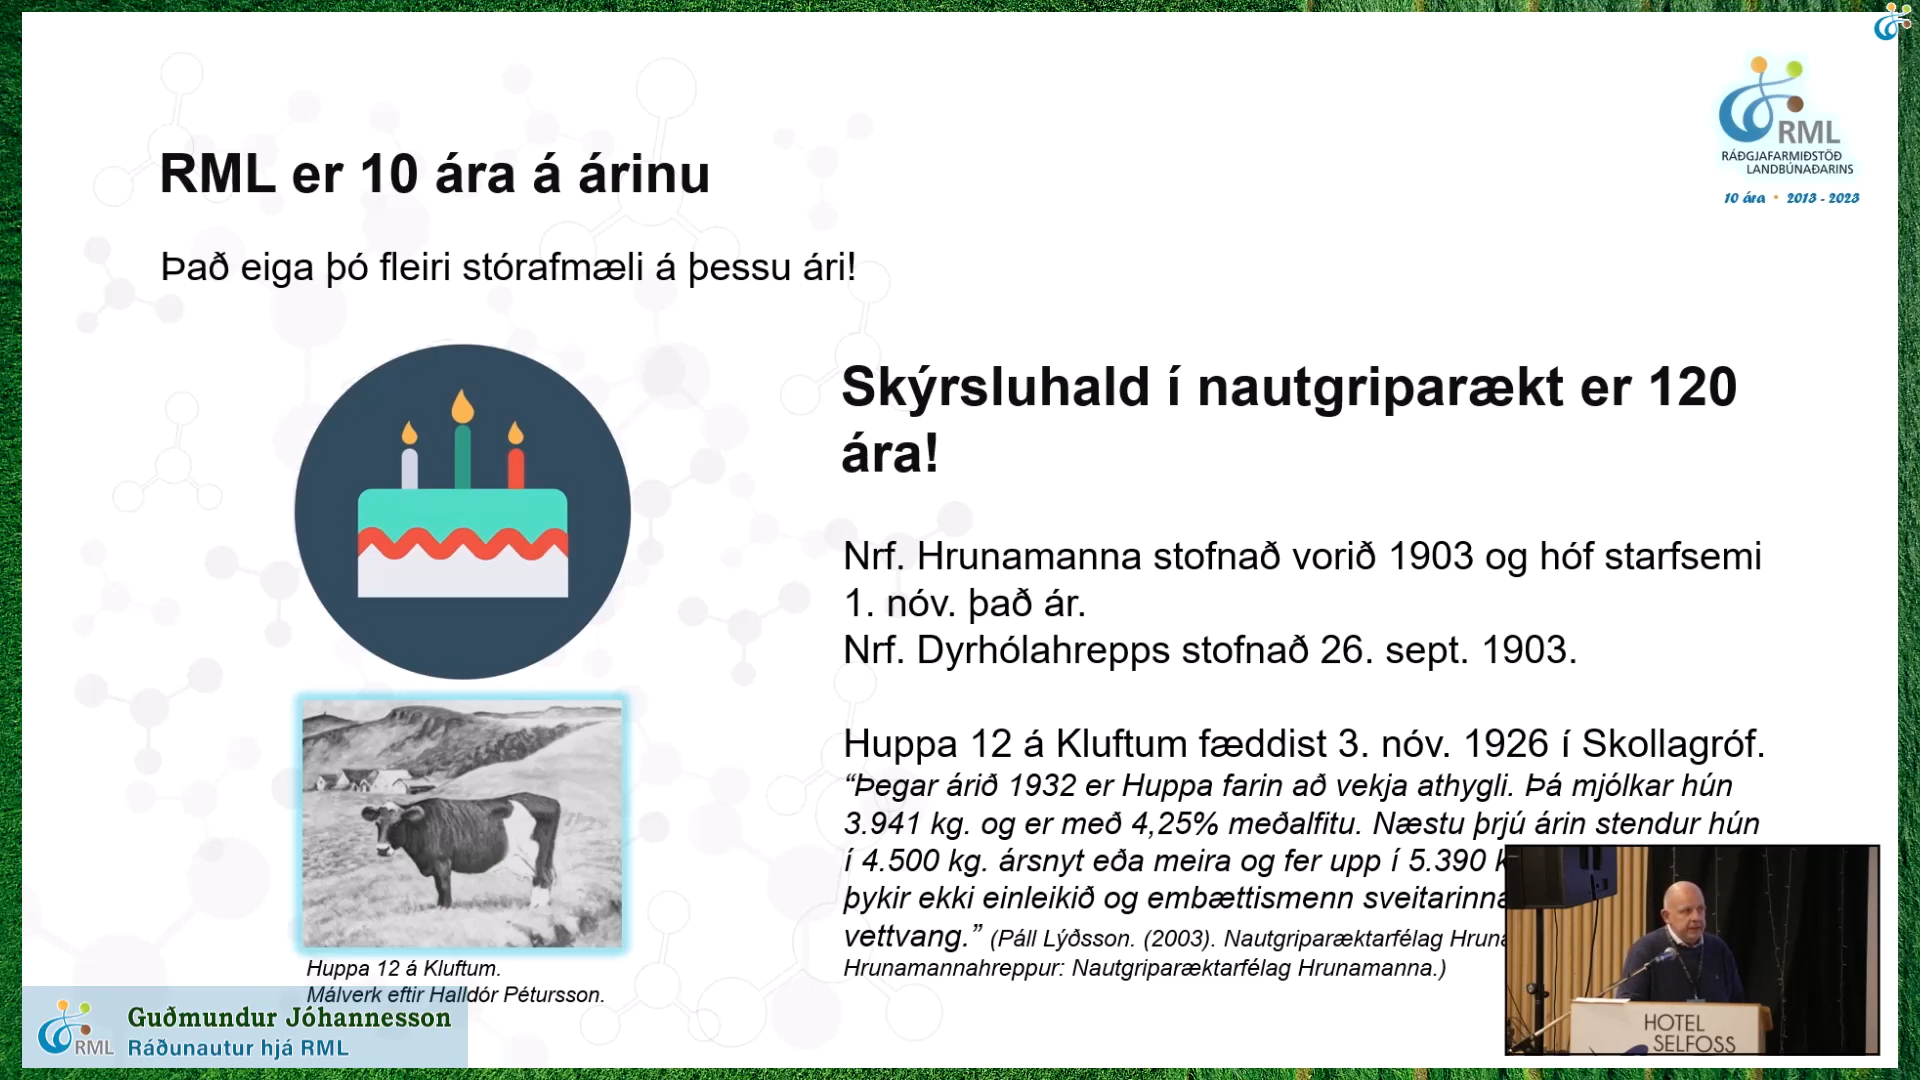 RML er 10 ára á árinu
Það eiga þó fleiri stórafmæli á þessu ári!
RML
RÁÐGJAFARMIÐSTÖÐ
LANDBÚNAÐARINS
10 ára • 2013 - 2023
Skýrsluhald í nautgriparækt er 120
ára!
Nrf. Hrunamanna stofnað vorið 1903 og hóf starfsemi
1. nóv. það ár.
Nrf. Dyrhólahrepps stofnað 26. sept. 1903.
Huppa 12 á Kluftum fæddist 3. nóv. 1926 í Skollagróf.
“Þegar árið 1932 er Huppa farin að vekja athygli. Þá mjólkar hún
3.941 kg. og er með 4,25% meðalfitu. Næstu þrjú árin stendur hún
í 4.500 kg. ársnyt eða meira og fer upp í 5.390
þykir ekki einleikið og embættismenn sveitarinna
vettvang.” (Páll Lýðsson. (2003). Nautgriparæktarfélag
Hrunamannahreppur: Nautgriparæktarfélag Hrunamanna.)
Huppa 12 á Kluftum.
Málverk eftir Halldór Pétursson.
RML
Guðmundur Jóhannesson
Ráðunautur hjá RML
HOTEL
SELFOSS